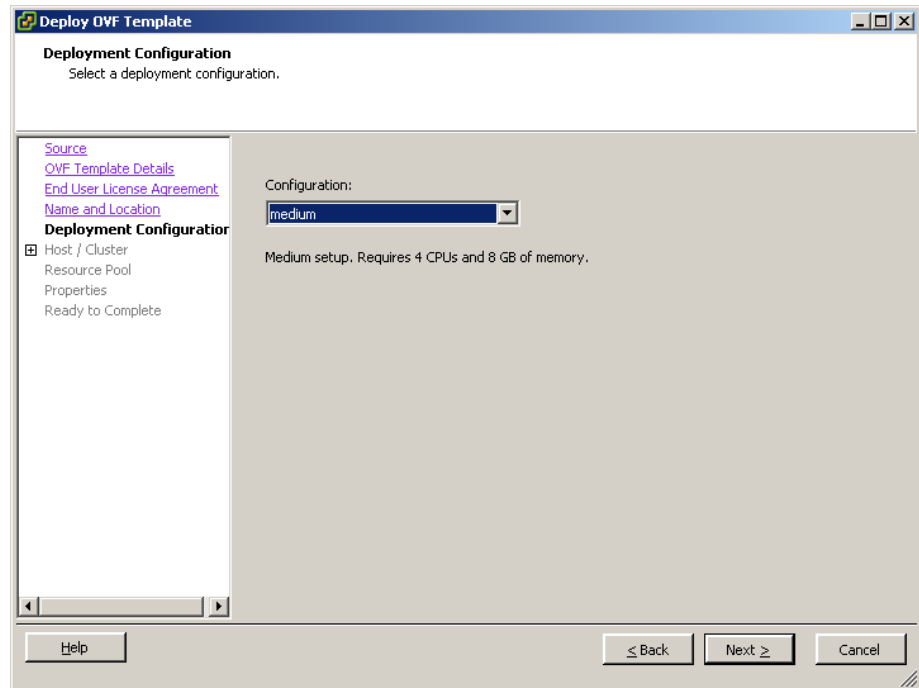 Deploy OVF Template
Deployment Configuration
Select a deployment configuration.
Source
OVF Template Details
End User License Agreement
Name and Location
Deployment Configuration
Host / Cluster
Resource Pool
Properties
Ready to Complete
Configuration:
medium
Medium setup. Requires 4 CPUs and 8 GB of memory.
Help
≤ Back
Next ≥
Cancel